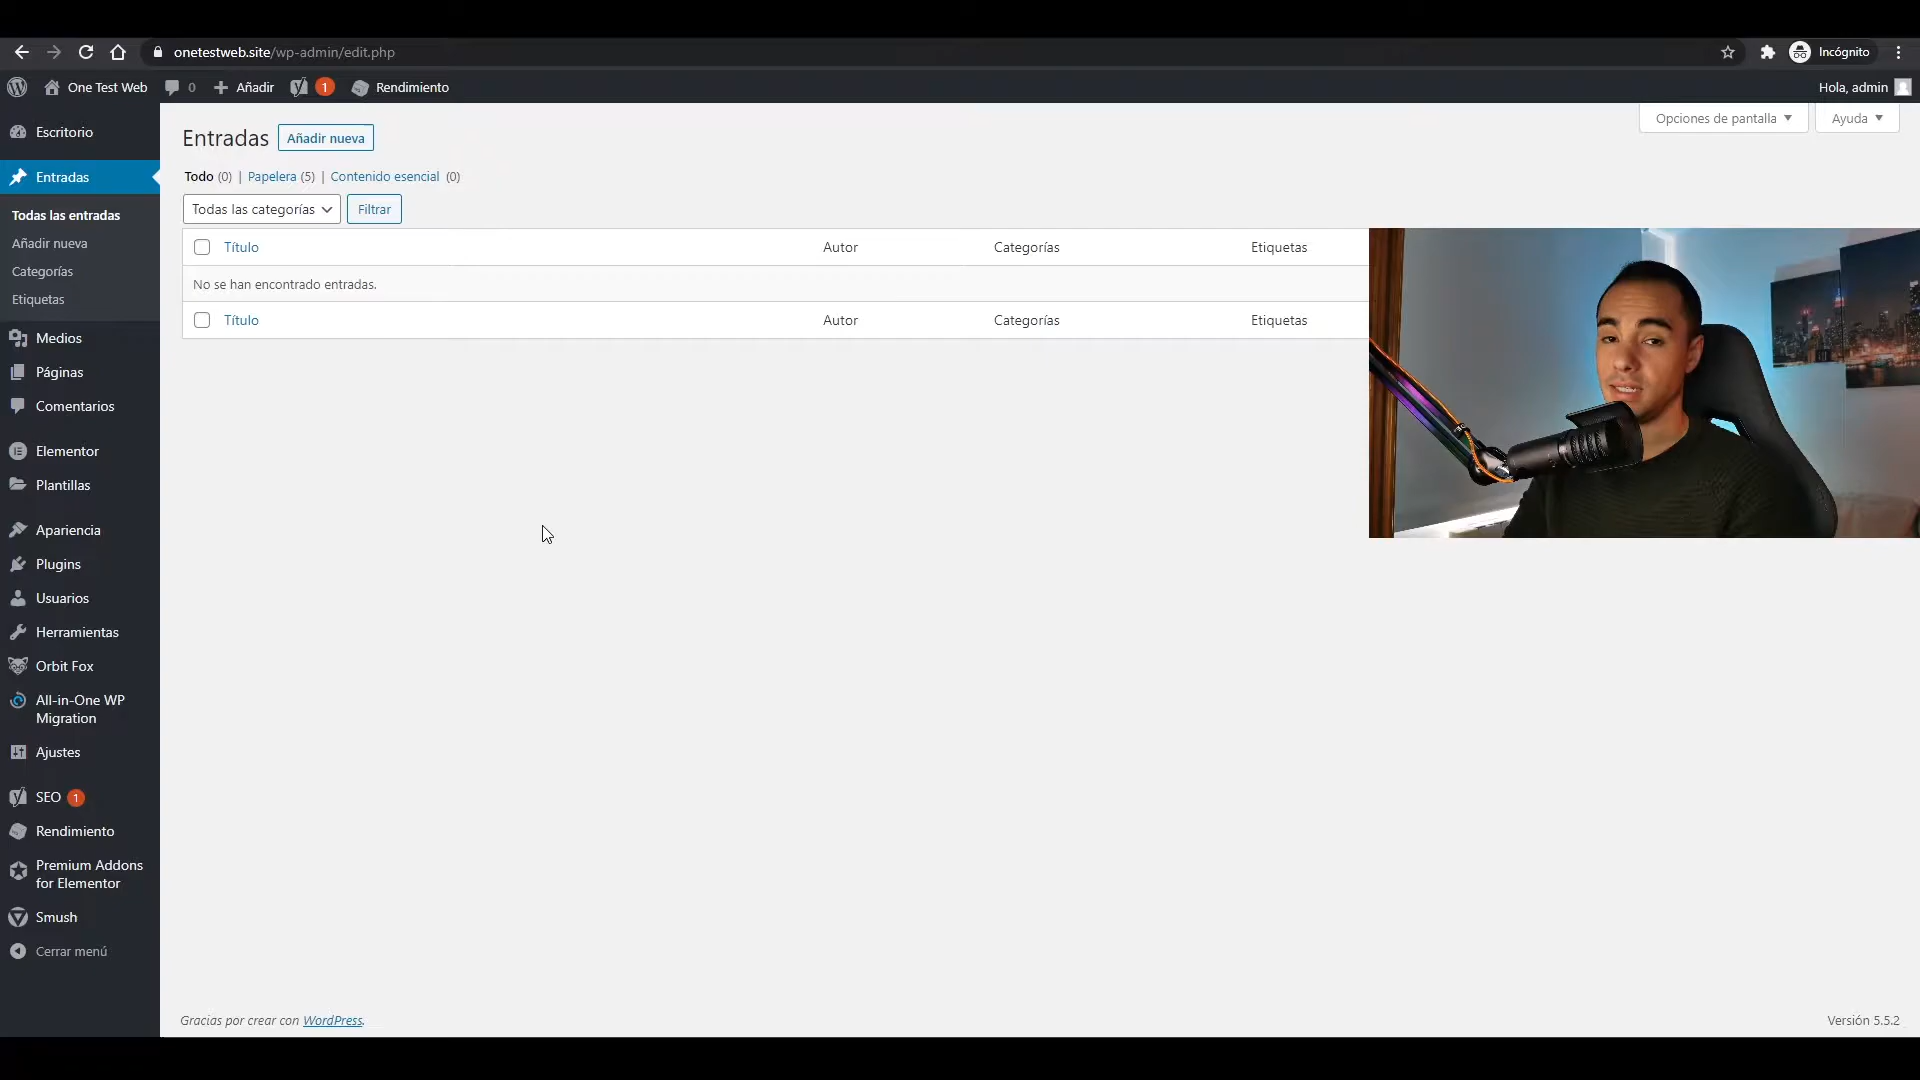 onetestweb.site/wp-admin/edit.php
Incógnito
One Test Web 0 Añadir 1 Rendimiento
Hola, admin
Escritorio
Entradas
Todas las entradas
Añadir nueva
Categorías
Etiquetas
Medios
Páginas
Comentarios
Elementor
Plantillas
Apariencia
Plugins
Usuarios
Herramientas
Orbit Fox
All-in-One WP
Migration
Ajustes
SEO 1
Rendimiento
Premium Addons
for Elementor
Smush
Cerrar menú
Entradas Añadir nueva
Opciones de pantalla Ayuda
Todo (0) | Papelera (5) | Contenido esencial (0)
Todas las categorías Filtrar
Título Autor Categorías Etiquetas
No se han encontrado entradas.
Título Autor Categorías Etiquetas
Gracias por crear con WordPress.
Versión 5.5.2